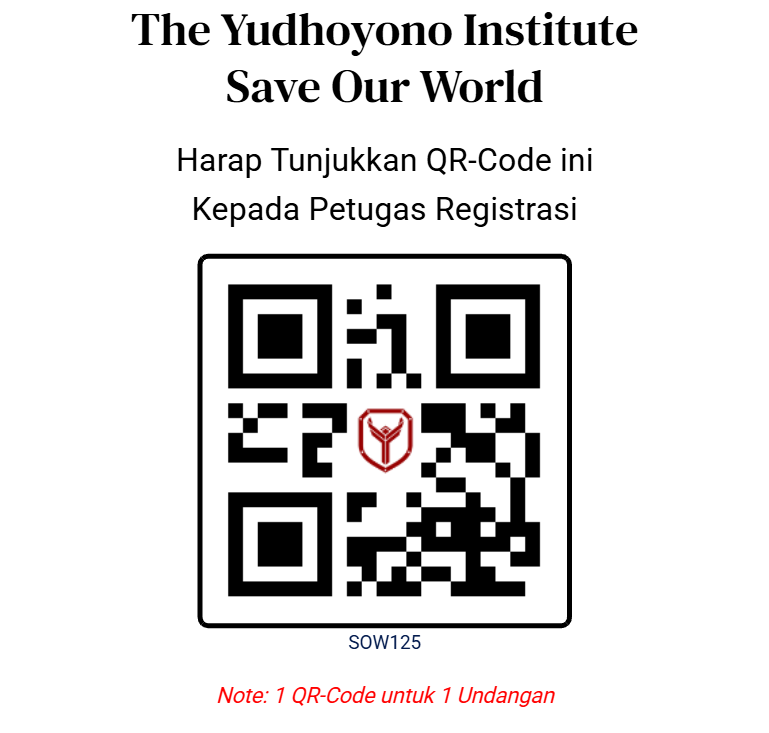 The Yudhoyono Institute
Save Our World
Harap Tunjukkan QR-Code ini
Kepada Petugas Registrasi
SOW125
Note: 1 QR-Code untuk 1 Undangan